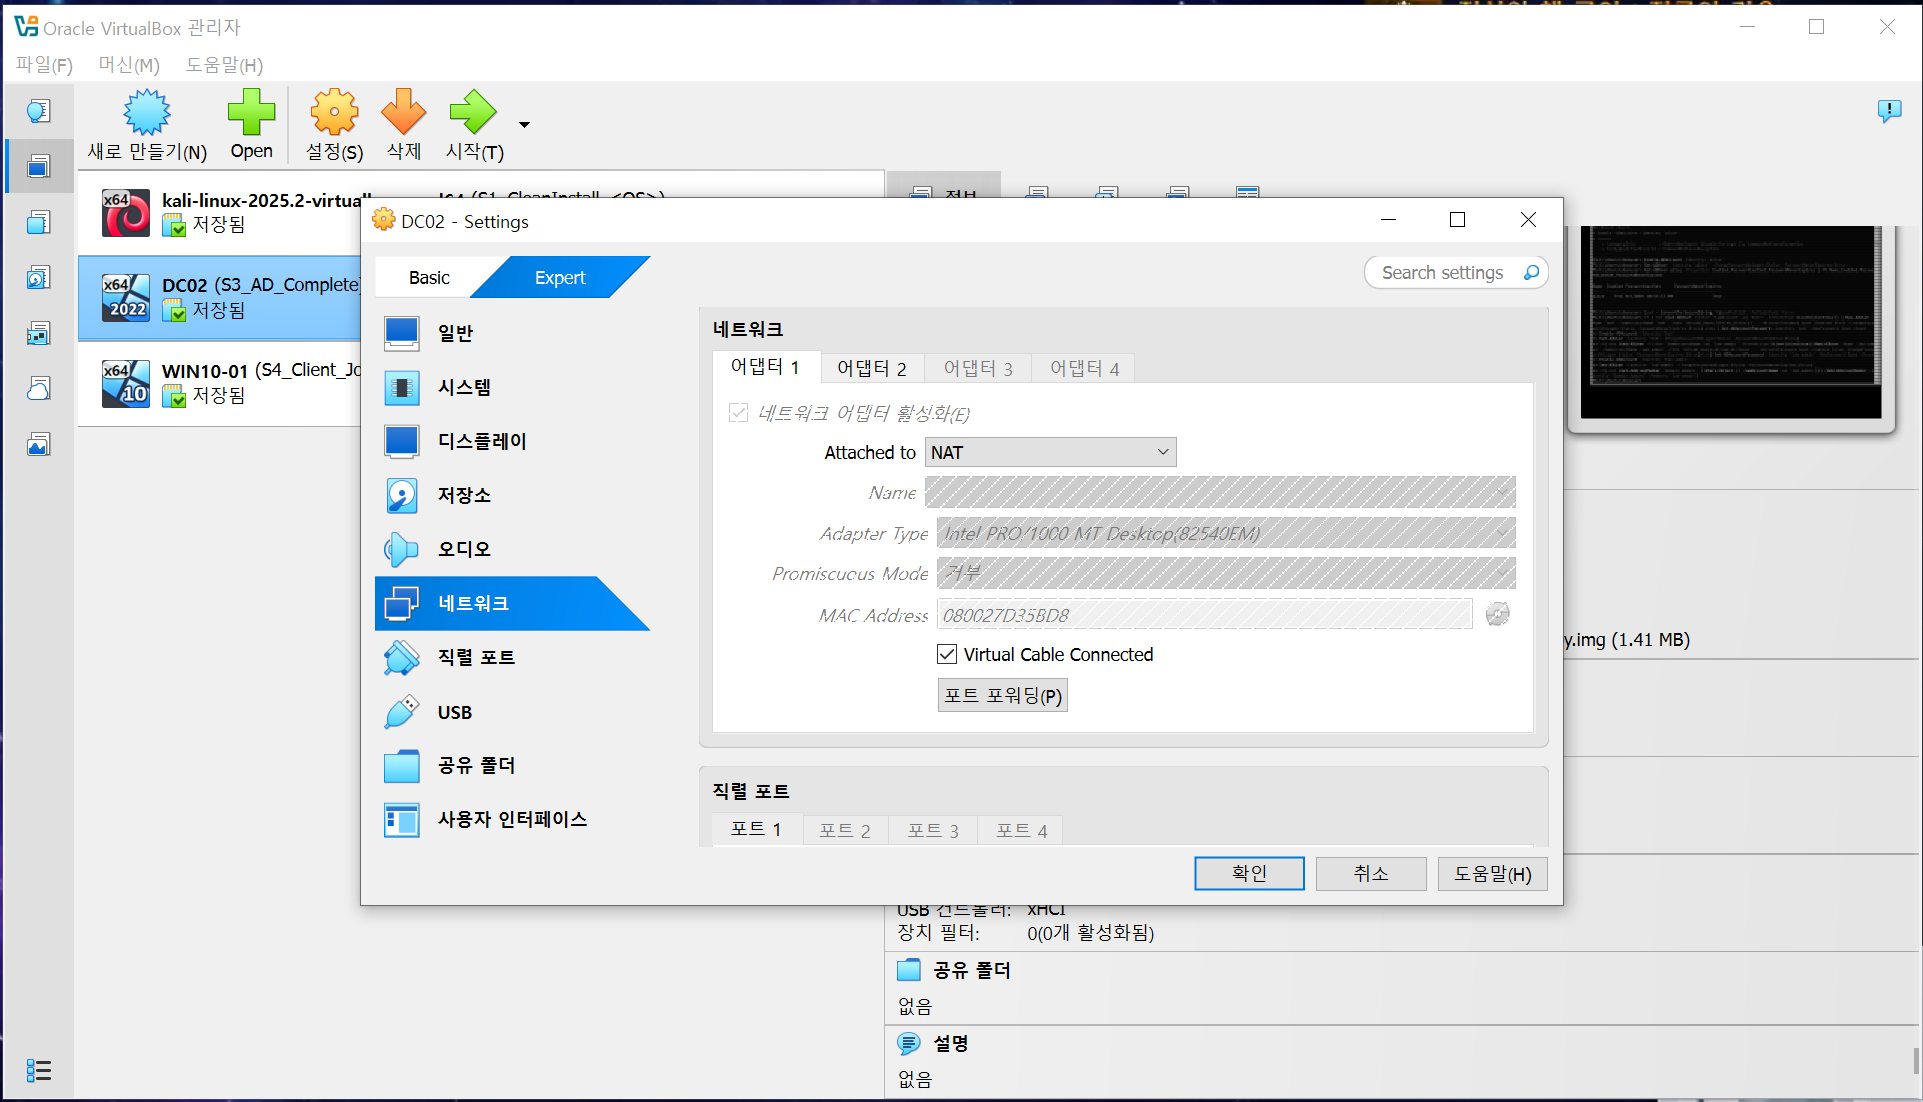 Oracle VirtualBox 관리자
파일(F) 머신(M) 도움말(H)
새로 만들기(N) Open 설정(S) 삭제 시작(T)
정보
x64 kali-linux-2025.2-virtual
(S1_CleanInstall_<OS>)
저장됨
x64 2022 DC02 (S3_AD_Complete)
저장됨
x64 10 WIN10-01 (S4_Client_Jo
저장됨
DC02 - Settings
Basic Expert Search settings
일반
시스템
디스플레이
저장소
오디오
네트워크
직렬 포트
USB
공유 폴더
사용자 인터페이스
네트워크
어댑터 1 어댑터 2 어댑터 3 어댑터 4
네트워크 어댑터 활성화(E)
Attached to NAT
Name
Adapter Type Intel PRO/1000 MT Desktop(82540EM)
Promiscuous Mode 거부
MAC Address 080027D35BD8
Virtual Cable Connected
포트 포워딩(P)
직렬 포트
포트 1 포트 2 포트 3 포트 4
확인 취소 도움말(H)
y.img (1.41 MB)
USB 컨트롤러: xHCI
장치 필터: 0(0개 활성화됨)
공유 폴더
없음
설명
없음